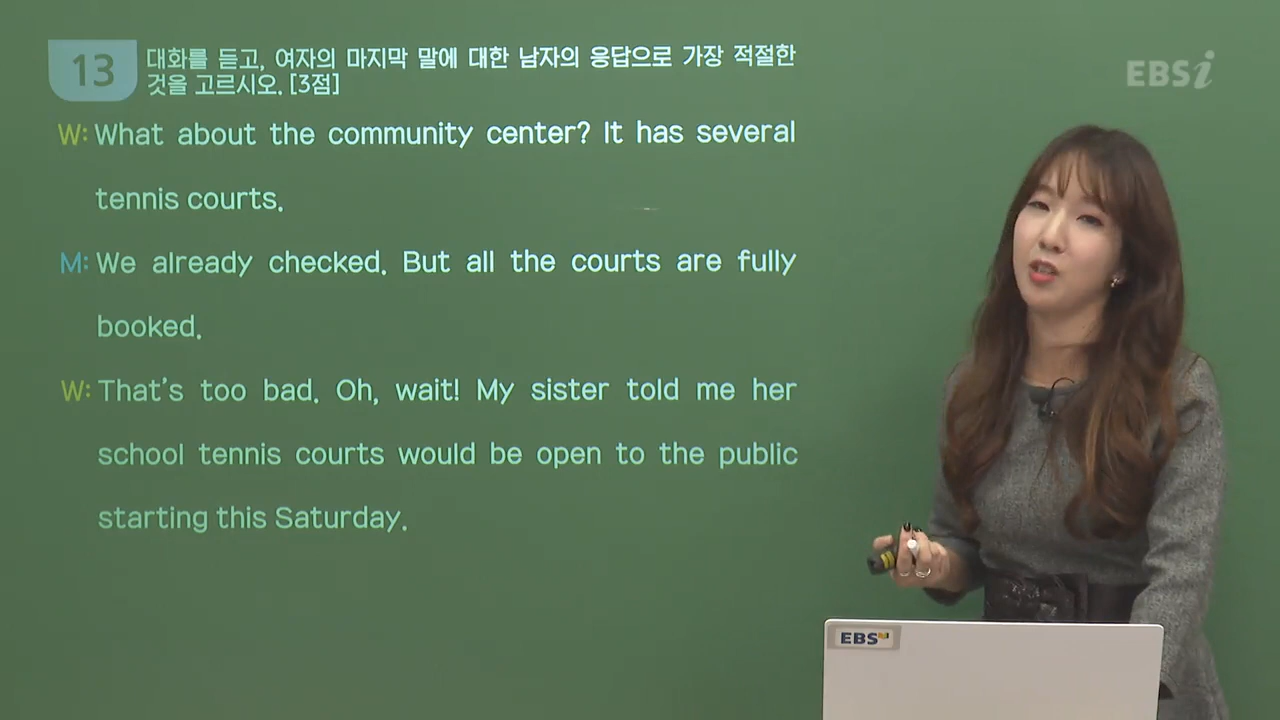 13
대화를 듣고, 여자의 마지막 말에 대한 남자의 응답으로 가장 적절한
것을 고르시오. [3점]
EBSi
W: What about the community center? It has several
tennis courts.
M: We already checked. But all the courts are fully
booked.
W: That's too bad. Oh, wait! My sister told me her
school tennis courts would be open to the public
starting this Saturday.
EBS